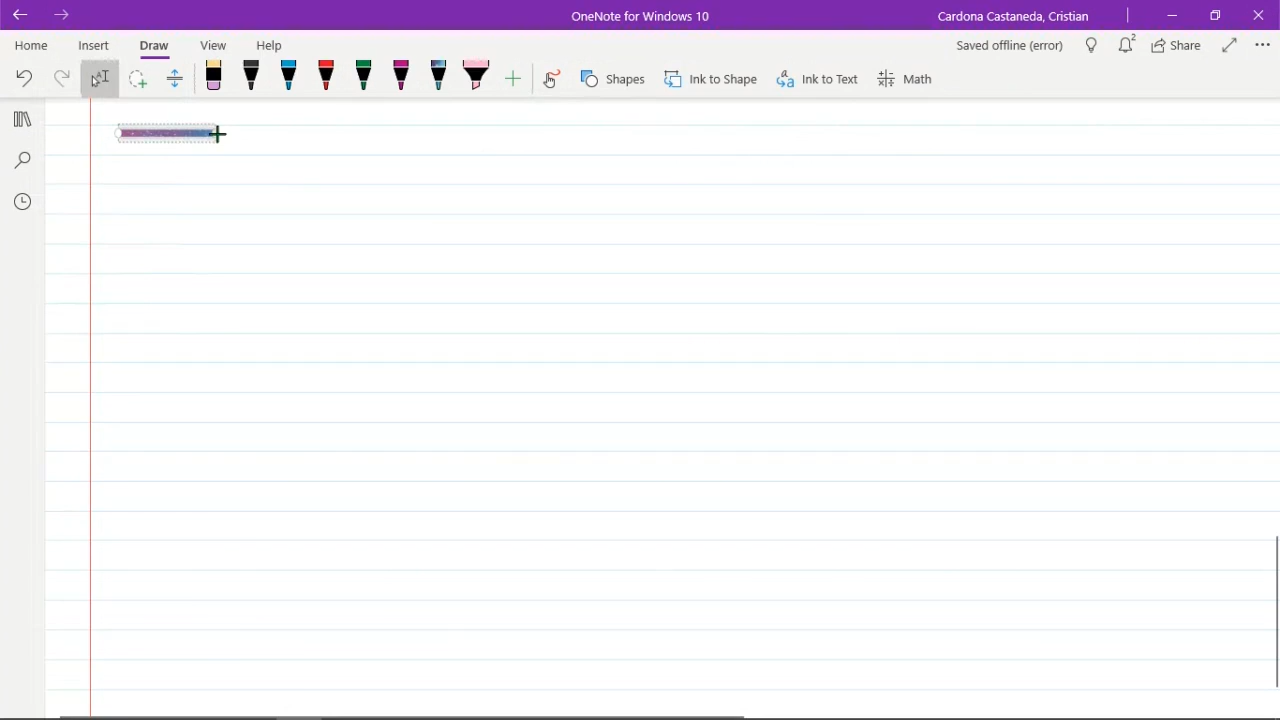 OneNote for Windows 10
Cardona Castaneda, Cristian
Home
Insert
Draw
View
Help
Saved offline (error)
2
Share
Shapes
Ink to Shape
Ink to Text
Math